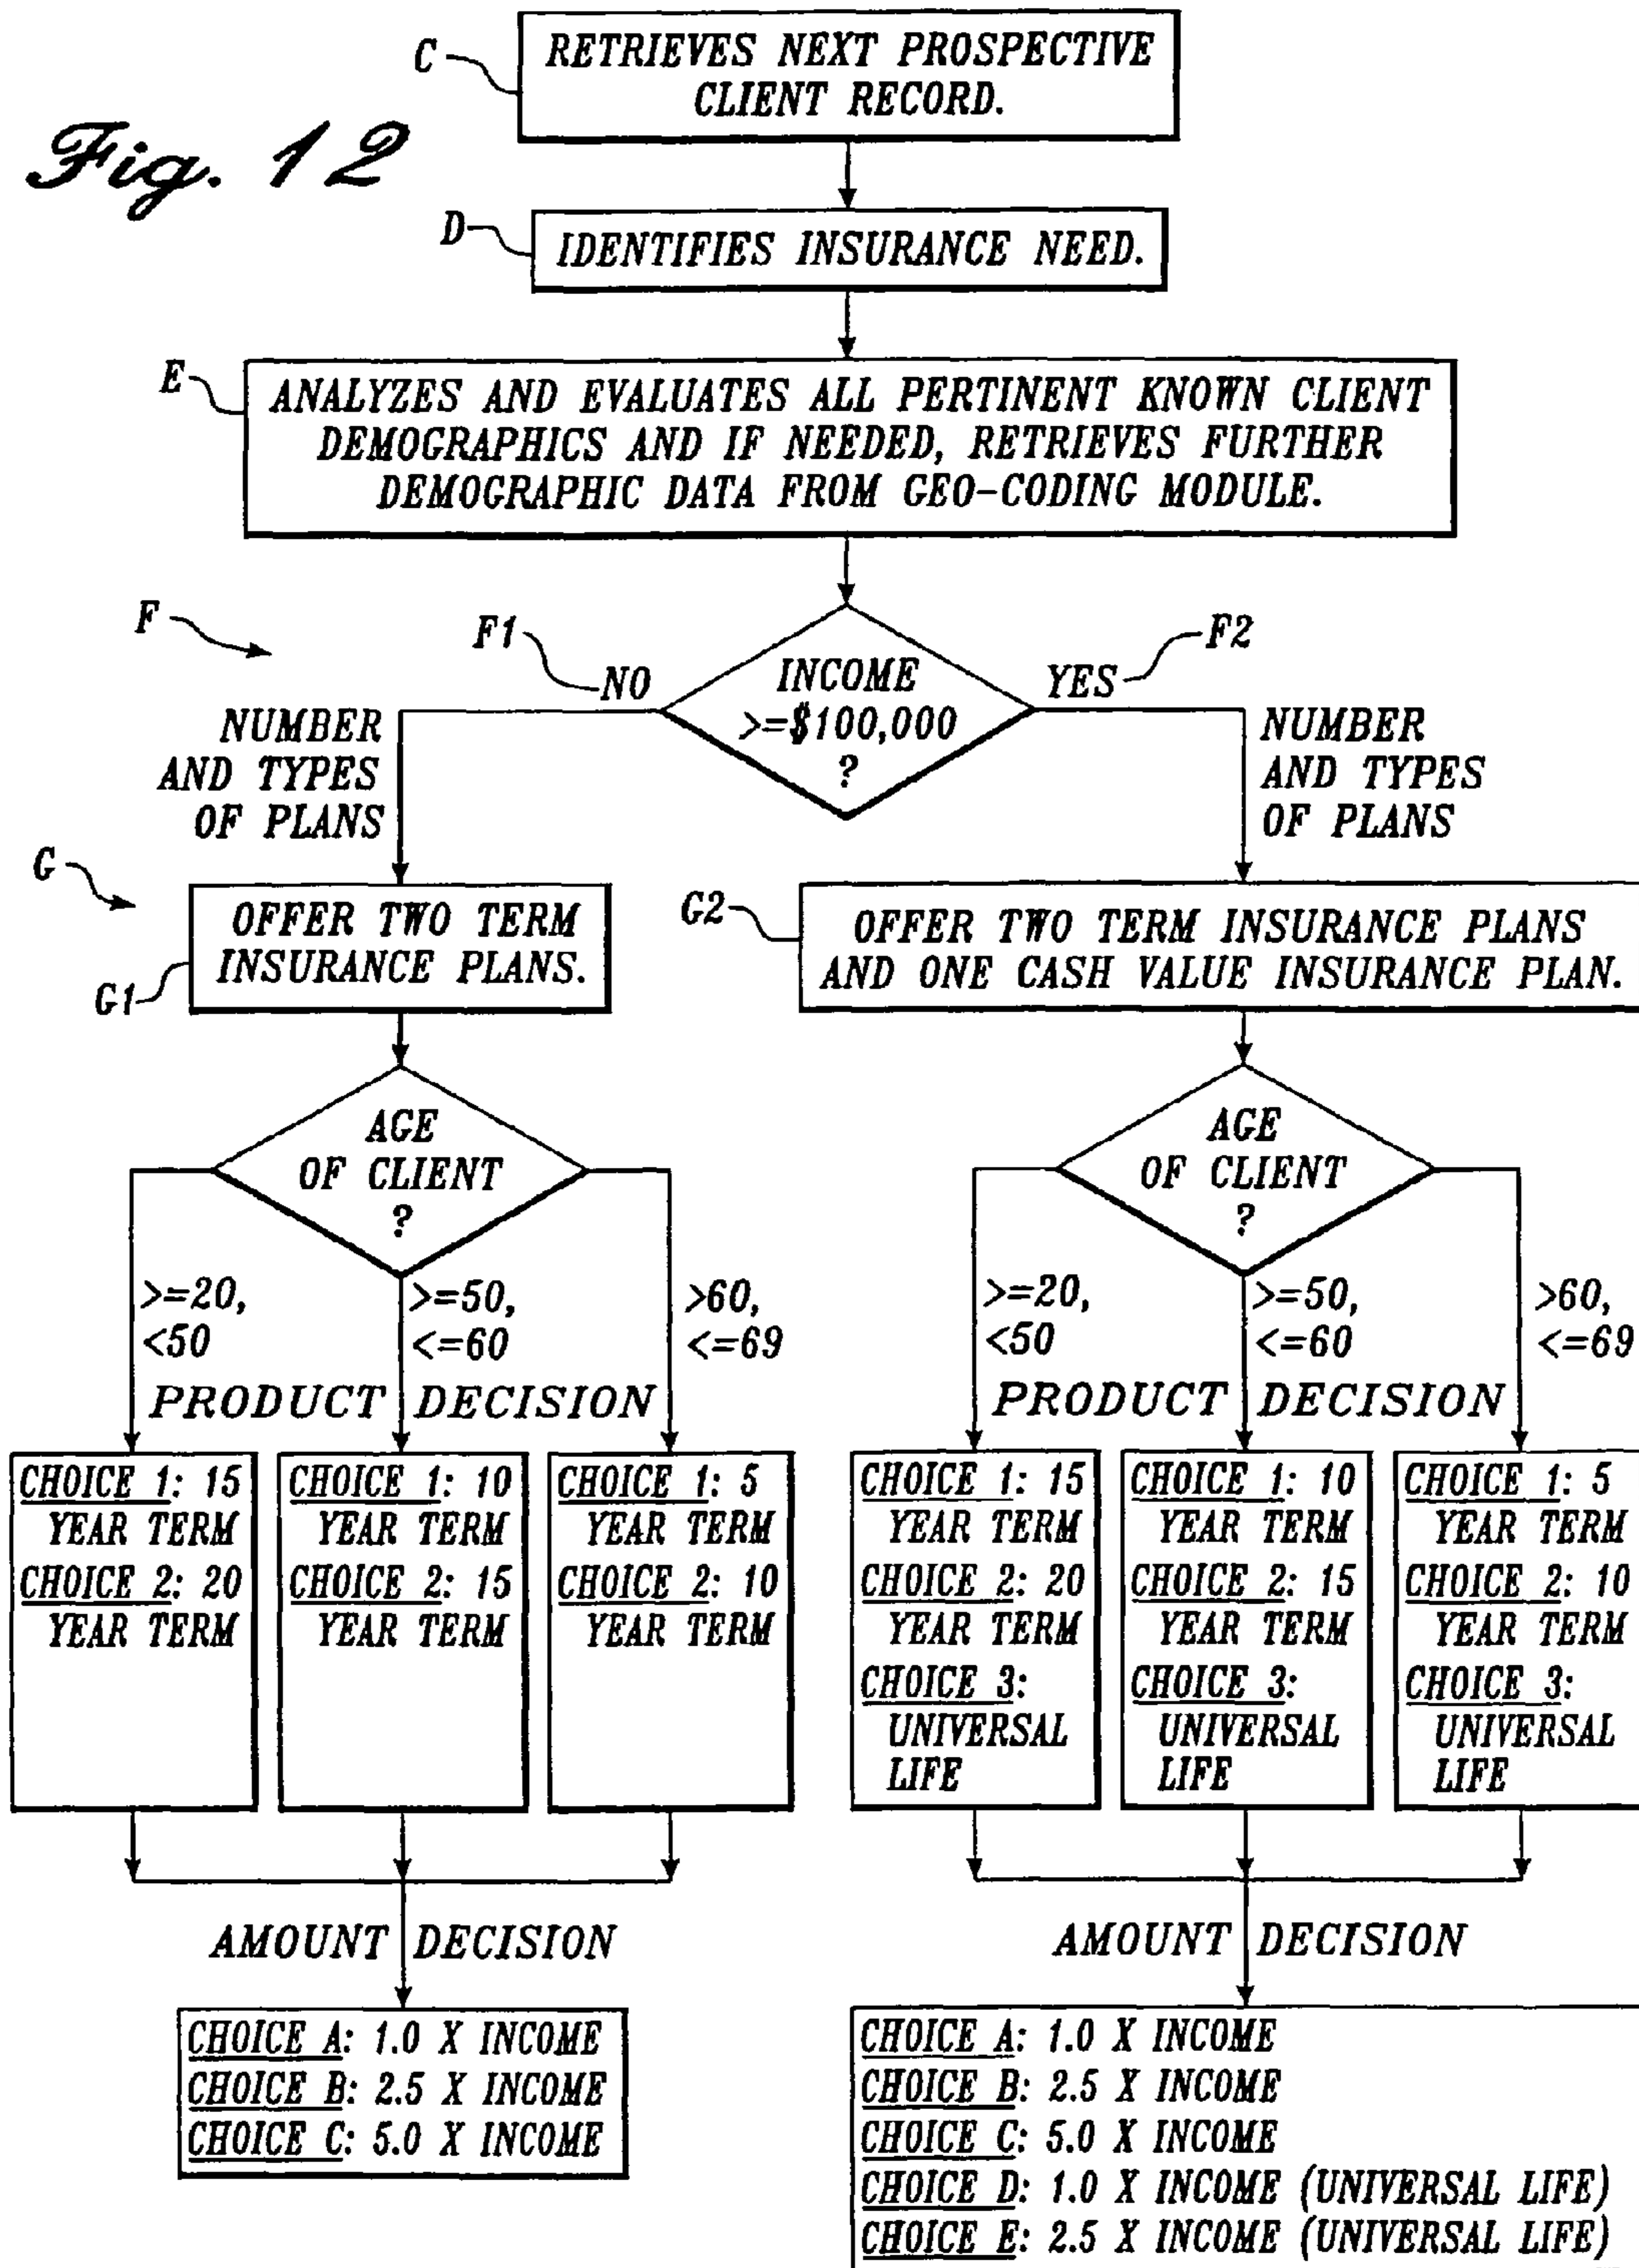 Fig. 12
C
RETRIEVES NEXT PROSPECTIVE
CLIENT RECORD.
D
IDENTIFIES INSURANCE NEED.
E
ANALYZES AND EVALUATES ALL PERTINENT KNOWN CLIENT
DEMOGRAPHICS AND IF NEEDED, RETRIEVES FURTHER
DEMOGRAPHIC DATA FROM GEO-CODING MODULE.
F
F1
NO
INCOME
>=$100,000
?
YES
F2
NUMBER
AND TYPES
OF PLANS
NUMBER
AND TYPES
OF PLANS
G
OFFER TWO TERM
INSURANCE PLANS.
G1
G2
OFFER TWO TERM INSURANCE PLANS
AND ONE CASH VALUE INSURANCE PLAN.
AGE
OF CLIENT
?
>=20,
<50
>=50,
<=60
>60,
<=69
PRODUCT DECISION
CHOICE 1: 15
YEAR TERM
CHOICE 2: 20
YEAR TERM
CHOICE 1: 10
YEAR TERM
CHOICE 2: 15
YEAR TERM
CHOICE 1: 5
YEAR TERM
CHOICE 2: 10
YEAR TERM
AMOUNT DECISION
CHOICE A: 1.0 X INCOME
CHOICE B: 2.5 X INCOME
CHOICE C: 5.0 X INCOME
AGE
OF CLIENT
?
>=20,
<50
>=50,
<=60
>60,
<=69
PRODUCT DECISION
CHOICE 1: 15
YEAR TERM
CHOICE 2: 20
YEAR TERM
CHOICE 3:
UNIVERSAL
LIFE
CHOICE 1: 10
YEAR TERM
CHOICE 2: 15
YEAR TERM
CHOICE 3:
UNIVERSAL
LIFE
CHOICE 1: 5
YEAR TERM
CHOICE 2: 10
YEAR TERM
CHOICE 3:
UNIVERSAL
LIFE
AMOUNT DECISION
CHOICE A: 1.0 X INCOME
CHOICE B: 2.5 X INCOME
CHOICE C: 5.0 X INCOME
CHOICE D: 1.0 X INCOME (UNIVERSAL LIFE)
CHOICE E: 2.5 X INCOME (UNIVERSAL LIFE)